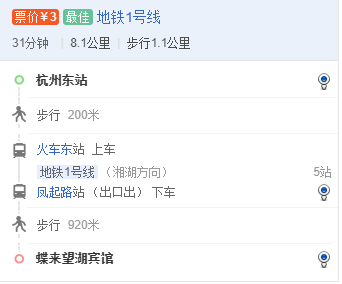 票价¥3 最佳 地铁1号线
31分钟 | 8.1公里 | 步行1.1公里
杭州东站
步行 200米
火车东站 上车
地铁1号线 （湘湖方向） 5站
凤起路站 （出口出） 下车
步行 920米
蝶来望湖宾馆